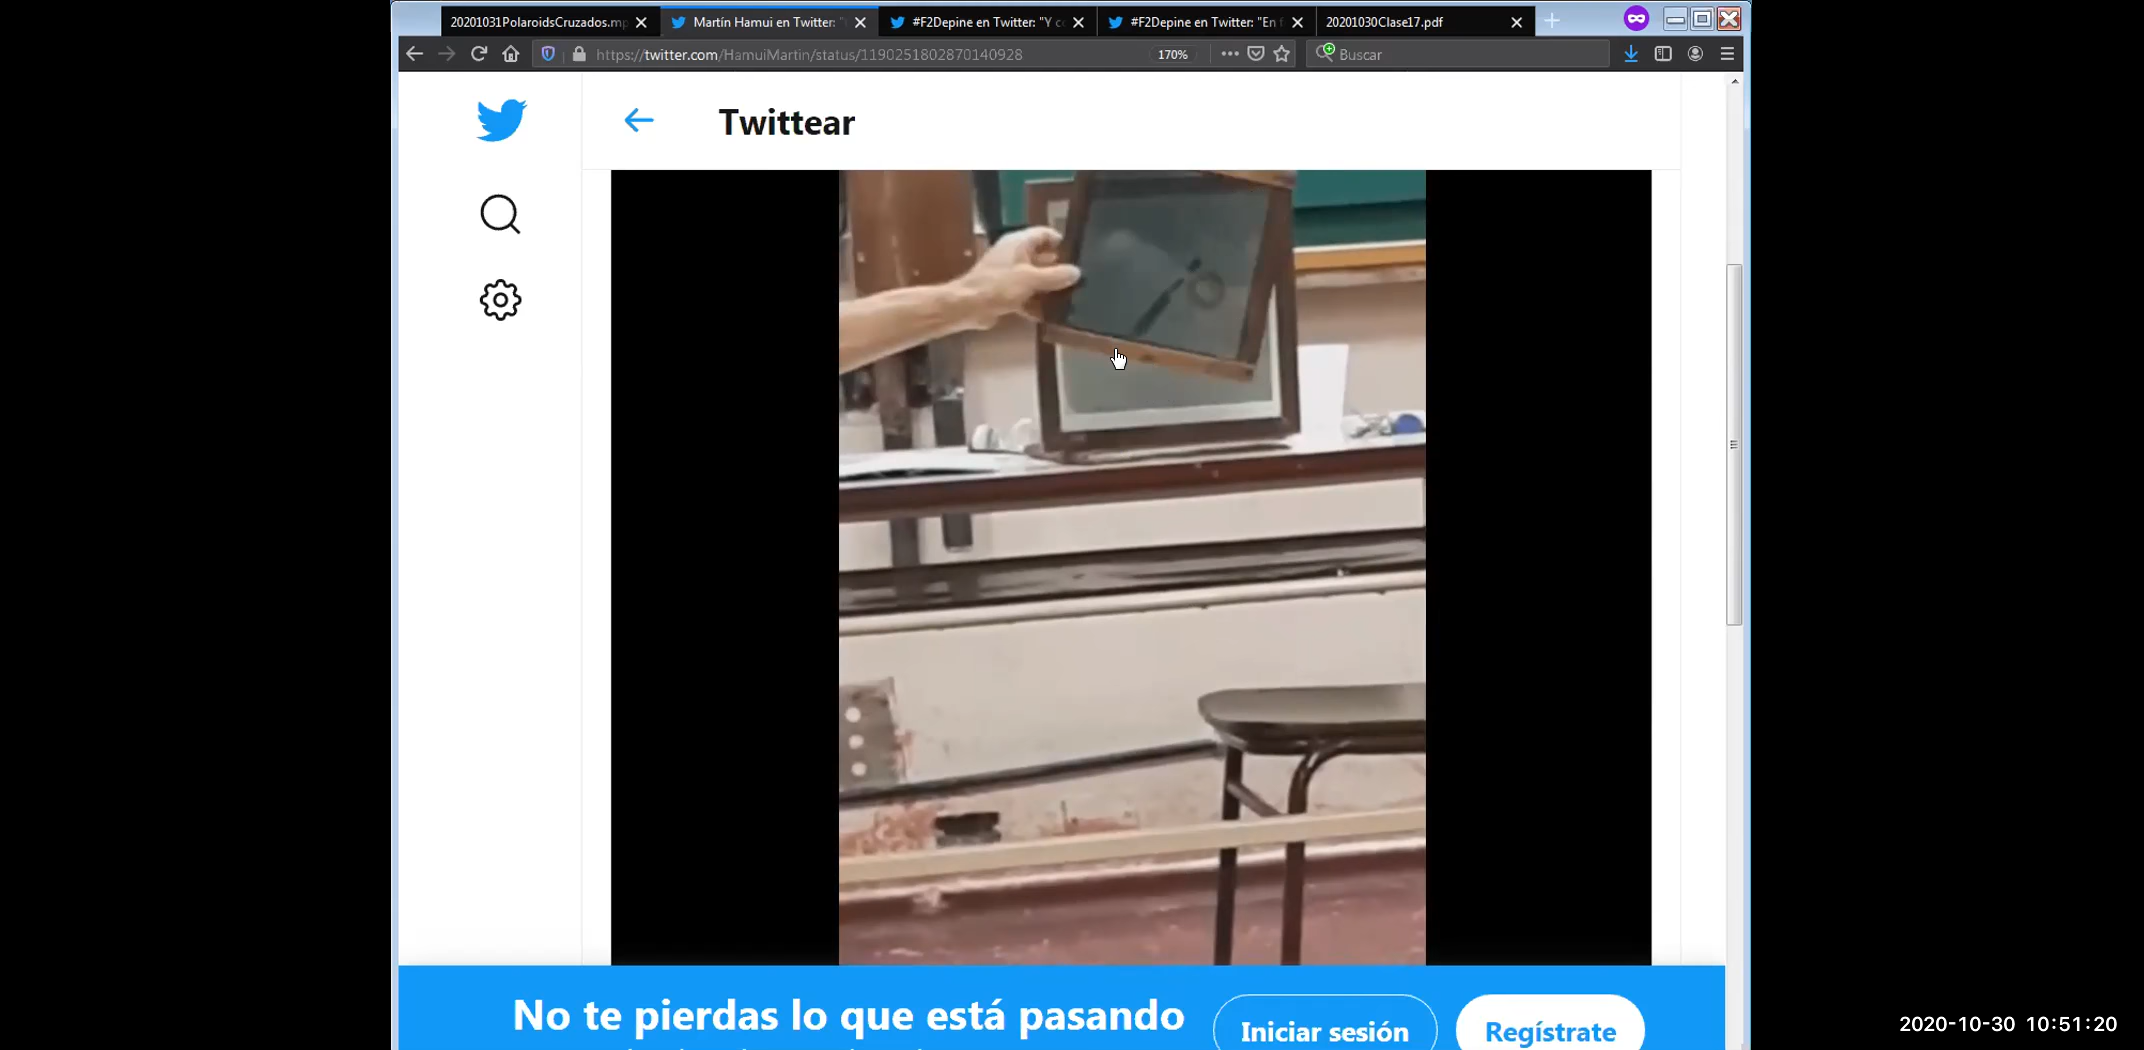 20201031PolaroidsCruzados.mp
Martín Hamui en Twitter: "
#F2Depine en Twitter: "Y c
#F2Depine en Twitter: "En f
20201030Clase17.pdf
https://twitter.com/HamuiMartin/status/1190251802870140928
170%
Buscar
Twittear
No te pierdas lo que está pasando
Iniciar sesión
Regístrate
2020-10-30 10:51:20